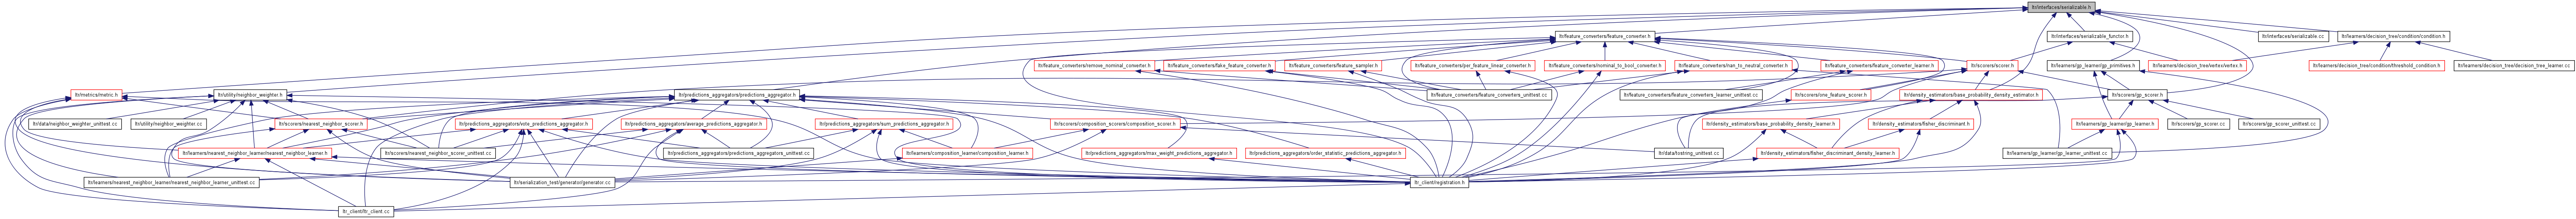 ltr/interfaces/serializable.h
ltr/feature_converters/feature_converter.h
ltr/interfaces/serializable_functor.h
ltr/interfaces/serializable.cc
ltr/learners/decision_tree/condition/condition.h
ltr/feature_converters/remove_nominal_converter.h
ltr/feature_converters/fake_feature_converter.h
ltr/feature_converters/feature_sampler.h
ltr/feature_converters/per_feature_linear_converter.h
ltr/feature_converters/nominal_to_bool_converter.h
ltr/feature_converters/nan_to_neutral_converter.h
ltr/feature_converters/feature_converter_learner.h
ltr/scorers/scorer.h
ltr/learners/gp_learner/gp_primitives.h
ltr/learners/decision_tree/vertex/vertex.h
ltr/learners/decision_tree/condition/threshold_condition.h
ltr/learners/decision_tree/decision_tree_learner.cc
ltr/metrics/metric.h
ltr/utility/neighbor_weighter.h
ltr/predictions_aggregators/predictions_aggregator.h
ltr/feature_converters/feature_converters_unittest.cc
ltr/feature_converters/feature_converters_learner_unittest.cc
ltr/scorers/one_feature_scorer.h
ltr/density_estimators/base_probability_density_estimator.h
ltr/scorers/gp_scorer.h
ltr/data/neighbor_weighter_unittest.cc
ltr/utility/neighbor_weighter.cc
ltr/scorers/nearest_neighbor_scorer.h
ltr/predictions_aggregators/vote_predictions_aggregator.h
ltr/predictions_aggregators/average_predictions_aggregator.h
ltr/predictions_aggregators/sum_predictions_aggregator.h
ltr/scorers/composition_scorers/composition_scorer.h
ltr/density_estimators/base_probability_density_learner.h
ltr/density_estimators/fisher_discriminant.h
ltr/learners/gp_learner/gp_learner.h
ltr/scorers/gp_scorer.cc
ltr/scorers/gp_scorer_unittest.cc
ltr/learners/nearest_neighbor_learner/nearest_neighbor_learner.h
ltr/scorers/nearest_neighbor_scorer_unittest.cc
ltr/predictions_aggregators/predictions_aggregators_unittest.cc
ltr/learners/composition_learner/composition_learner.h
ltr/predictions_aggregators/max_weight_predictions_aggregator.h
ltr/predictions_aggregators/order_statistic_predictions_aggregator.h
ltr/density_estimators/fisher_discriminant_density_learner.h
ltr/learners/gp_learner/gp_learner_unittest.cc
ltr/learners/nearest_neighbor_learner/nearest_neighbor_learner_unittest.cc
ltr/serialization_test/generator/generator.cc
ltr_client/registration.h
ltr_client/ltr_client.cc